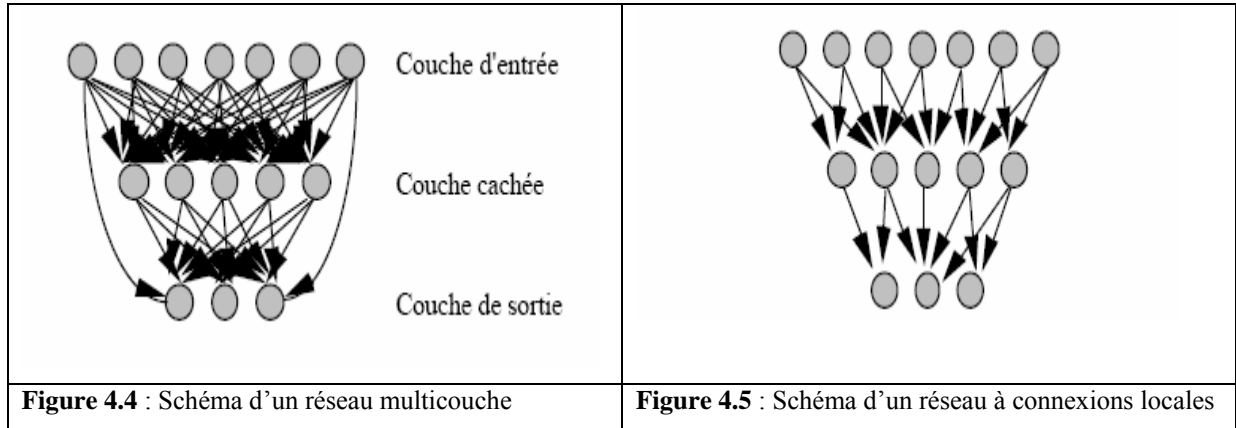 Couche d'entrée
Couche cachée
Couche de sortie
Figure 4.4 : Schéma d’un réseau multicouche
Figure 4.5 : Schéma d’un réseau à connexions locales